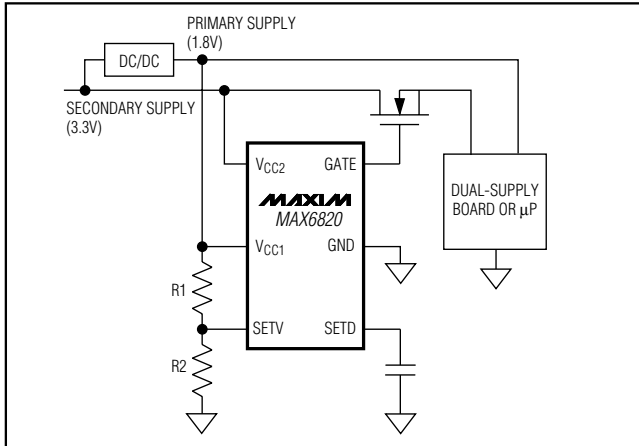 PRIMARY SUPPLY
(1.8V)
DC/DC
SECONDARY SUPPLY
(3.3V)
VCC2
GATE
MAXIM
MAX6820
DUAL-SUPPLY
BOARD OR µP
VCC1
GND
R1
SETV
SETD
R2